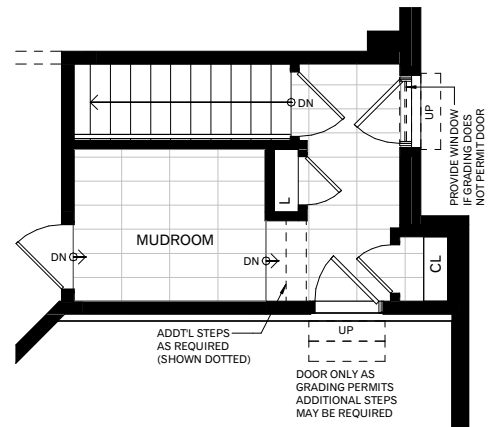 DN
UP
PROVIDE WINDOW
IF GRADING DOES
NOT PERMIT DOOR
L
MUDROOM
DN
DN
CL
ADDT'L STEPS
AS REQUIRED
(SHOWN DOTTED)
UP
DOOR ONLY AS
GRADING PERMITS
ADDITIONAL STEPS
MAY BE REQUIRED